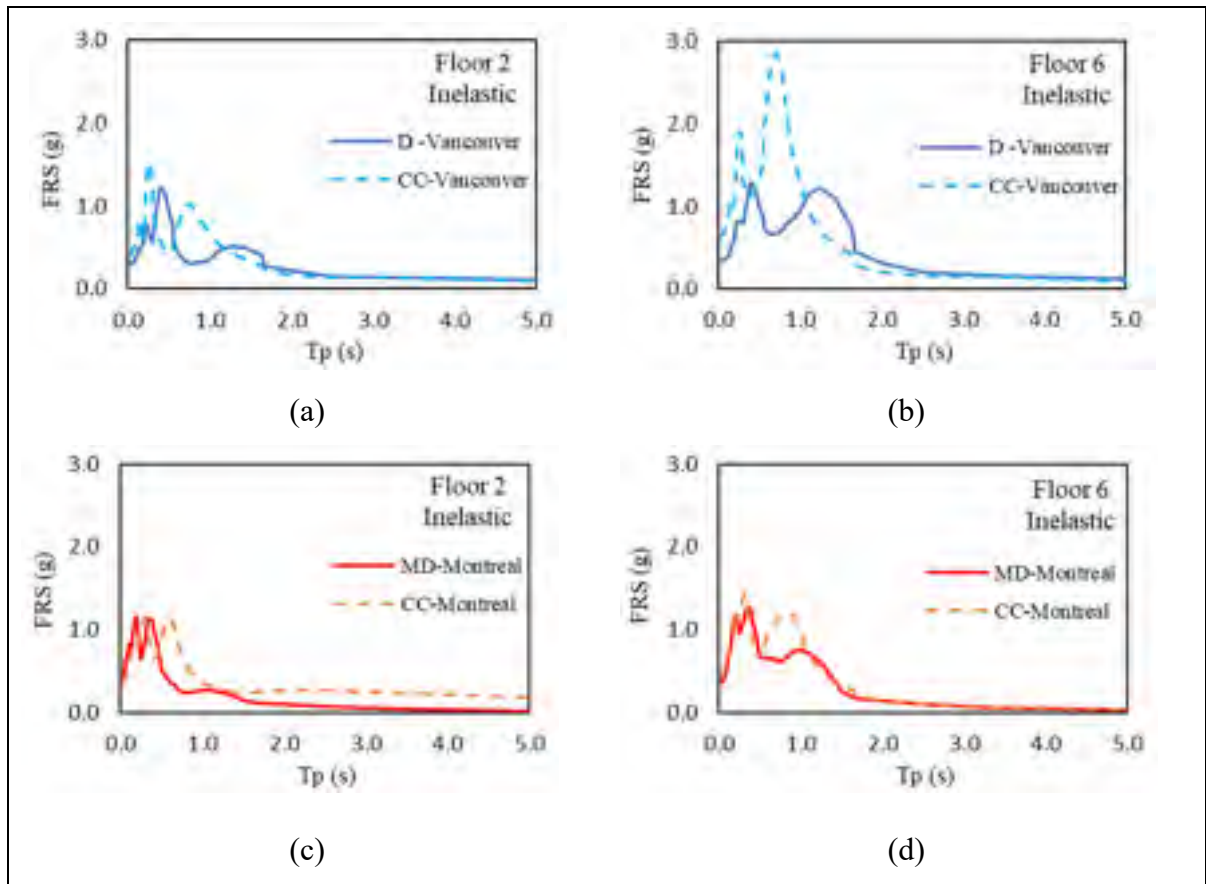 3.0
2.0
1.0
0.0
FRS (g)
Floor 2
Inelastic
D -Vancouver
CC-Vancouver
0.0 1.0 2.0 3.0 4.0 5.0
Tp (s)
(a)
3.0
2.0
1.0
0.0
FRS (g)
Floor 6
Inelastic
D -Vancouver
CC-Vancouver
0.0 1.0 2.0 3.0 4.0 5.0
Tp (s)
(b)
3.0
2.0
1.0
0.0
FRS (g)
Floor 2
Inelastic
MD-Montreal
CC-Montreal
0.0 1.0 2.0 3.0 4.0 5.0
Tp (s)
(c)
3.0
2.0
1.0
0.0
FRS (g)
Floor 6
Inelastic
MD-Montreal
CC-Montreal
0.0 1.0 2.0 3.0 4.0 5.0
Tp (s)
(d)